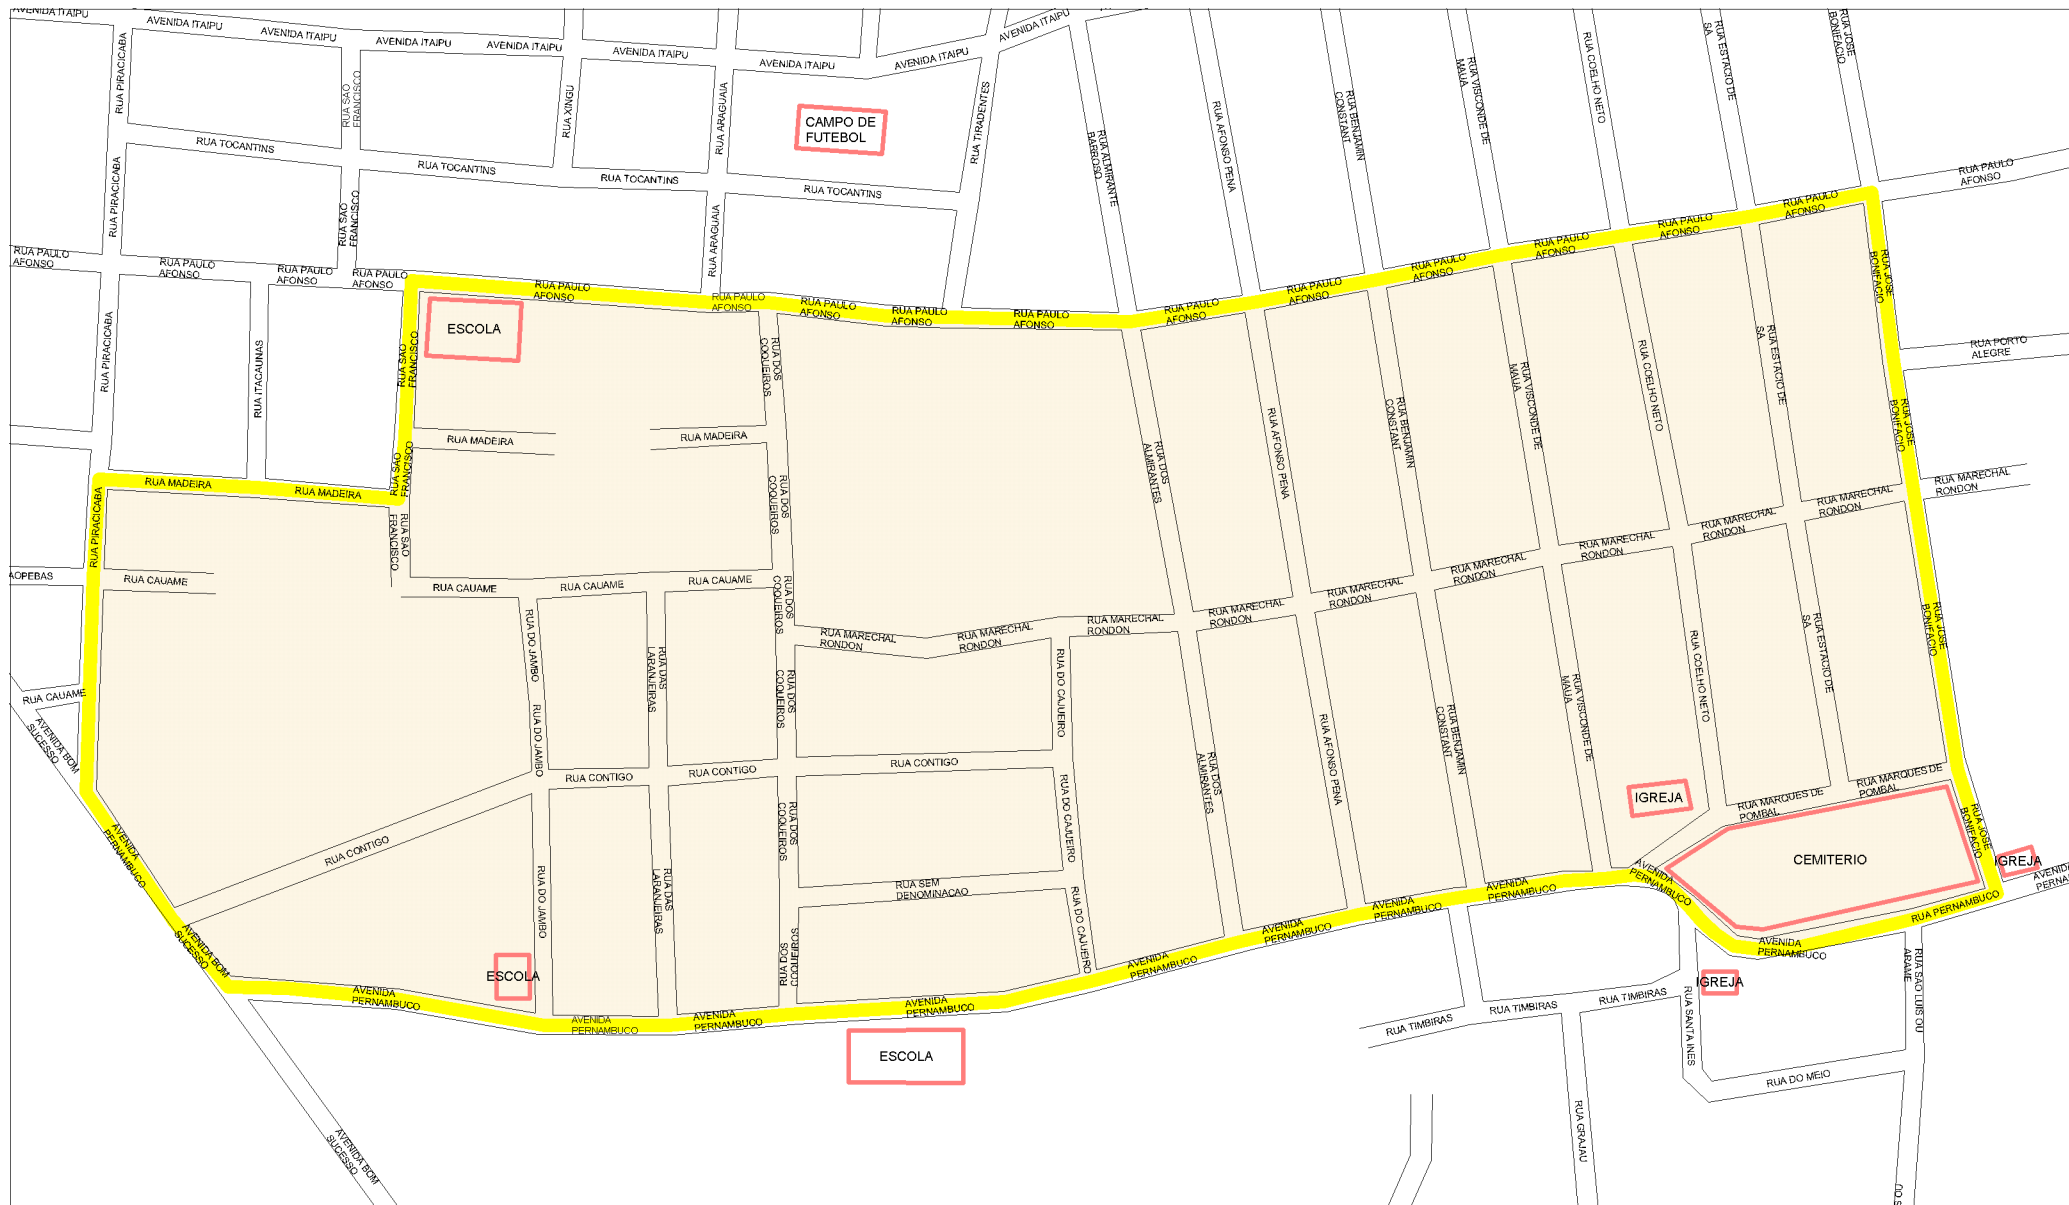 AVENIDA ITAIPU
AVENIDA ITAIPU
AVENIDA ITAIPU
AVENIDA ITAIPU
AVENIDA ITAIPU
AVENIDA ITAIPU
AVENIDA ITAIPU
AVENIDA ITAIPU
AVENIDA ITAIPU
RUA PIRACICABA
RUA SAO
FRANCISCO
RUA XINGU
RUA ARAGUAIA
CAMPO DE
FUTEBOL
RUA TIRADENTES
RUA ALMIRANTE
BARROSO
RUA AFONSO PENA
RUA BENJAMIN
CONSTANT
RUA VISCONDE DE
MAUA
RUA COELHO NETO
RUA ESTACIO DE
SA
RUA JOSE
BONIFACIO
RUA TOCANTINS
RUA TOCANTINS
RUA TOCANTINS
RUA TOCANTINS
RUA PIRACICABA
RUA SAO
FRANCISCO
RUA ARAGUAIA
RUA PAULO
AFONSO
RUA PAULO
AFONSO
RUA PAULO
AFONSO
RUA PAULO
AFONSO
RUA PAULO
AFONSO
RUA PAULO
AFONSO
RUA PAULO
AFONSO
RUA PAULO
AFONSO
RUA PAULO
AFONSO
RUA PAULO
AFONSO
RUA PAULO
AFONSO
RUA PAULO
AFONSO
RUA PAULO
AFONSO
RUA PAULO
AFONSO
RUA PAULO
AFONSO
RUA PAULO
AFONSO
RUA PIRACICABA
RUA ITACAIUNAS
RUA SAO
FRANCISCO
ESCOLA
RUA DOS
COQUEIROS
RUA JOSE
BONIFACIO
RUA PORTO
ALEGRE
RUA ESTACIO DE
SA
RUA COELHO NETO
RUA VISCONDE DE
MAUA
RUA BENJAMIN
CONSTANT
RUA AFONSO PENA
RUA DOS
ALMIRANTES
RUA JOSE
BONIFACIO
RUA MADEIRA
RUA MADEIRA
RUA MADEIRA
RUA MADEIRA
RUA SAO
FRANCISCO
RUA SAO
FRANCISCO
RUA DOS
COQUEIROS
RUA PIRACICABA
RUA MARECHAL
RONDON
RUA MARECHAL
RONDON
RUA MARECHAL
RONDON
RUA MARECHAL
RONDON
RUA MARECHAL
RONDON
RUA MARECHAL
RONDON
RUA MARECHAL
RONDON
RUA MARECHAL
RONDON
RUA MARECHAL
RONDON
RUA MARECHAL
RONDON
AOPEBAS
RUA CAUAME
RUA CAUAME
RUA CAUAME
RUA CAUAME
RUA DOS
COQUEIROS
RUA DO JAMBO
RUA DAS
LARANJEIRAS
RUA DOS
COQUEIROS
RUA DO CAJUEIRO
RUA COELHO NETO
RUA ESTACIO DE
SA
RUA JOSE
BONIFACIO
RUA CAUAME
AVENIDA BOM
SUCESSO
RUA DO JAMBO
RUA VISCONDE DE
MAUA
RUA BENJAMIN
CONSTANT
RUA AFONSO PENA
RUA DOS
ALMIRANTES
RUA CONTIGO
RUA CONTIGO
RUA CONTIGO
RUA CONTIGO
RUA DOS
COQUEIROS
RUA DO CAJUEIRO
IGREJA
RUA MARQUES DE
POMBAL
RUA MARQUES DE
POMBAL
RUA JOSE
BONIFACIO
CEMITERIO
IGREJA
AVENIDA
PERNA
AVENIDA
PERNAMBUCO
RUA DO JAMBO
RUA DAS
LARANJEIRAS
RUA SEM
DENOMINACAO
RUA DO CAJUEIRO
RUA DOS
COQUEIROS
AVENIDA
PERNAMBUCO
AVENIDA
PERNAMBUCO
AVENIDA
PERNAMBUCO
AVENIDA
PERNAMBUCO
RUA PERNAMBUCO
AVENIDA
PERNAMBUCO
AVENIDA BOM
SUCESSO
ESCOLA
AVENIDA
PERNAMBUCO
AVENIDA
PERNAMBUCO
AVENIDA
PERNAMBUCO
AVENIDA
PERNAMBUCO
AVENIDA
PERNAMBUCO
AVENIDA
PERNAMBUCO
IGREJA
RUA TIMBIRAS
RUA TIMBIRAS
RUA TIMBIRAS
RUA SANTA INES
RUA SAO LUIS OU
ARAME
ESCOLA
RUA DO MEIO
RUA GRAJAU
AVENIDA BOM
SUCESSO